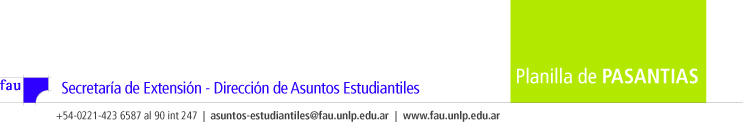 Planilla de PASANTIAS
fau
Secretaría de Extensión - Dirección de Asuntos Estudiantiles
+54-0221-423 6587 al 90 int 247 | asuntos-estudiantiles@fau.unlp.edu.ar | www.fau.unlp.edu.ar